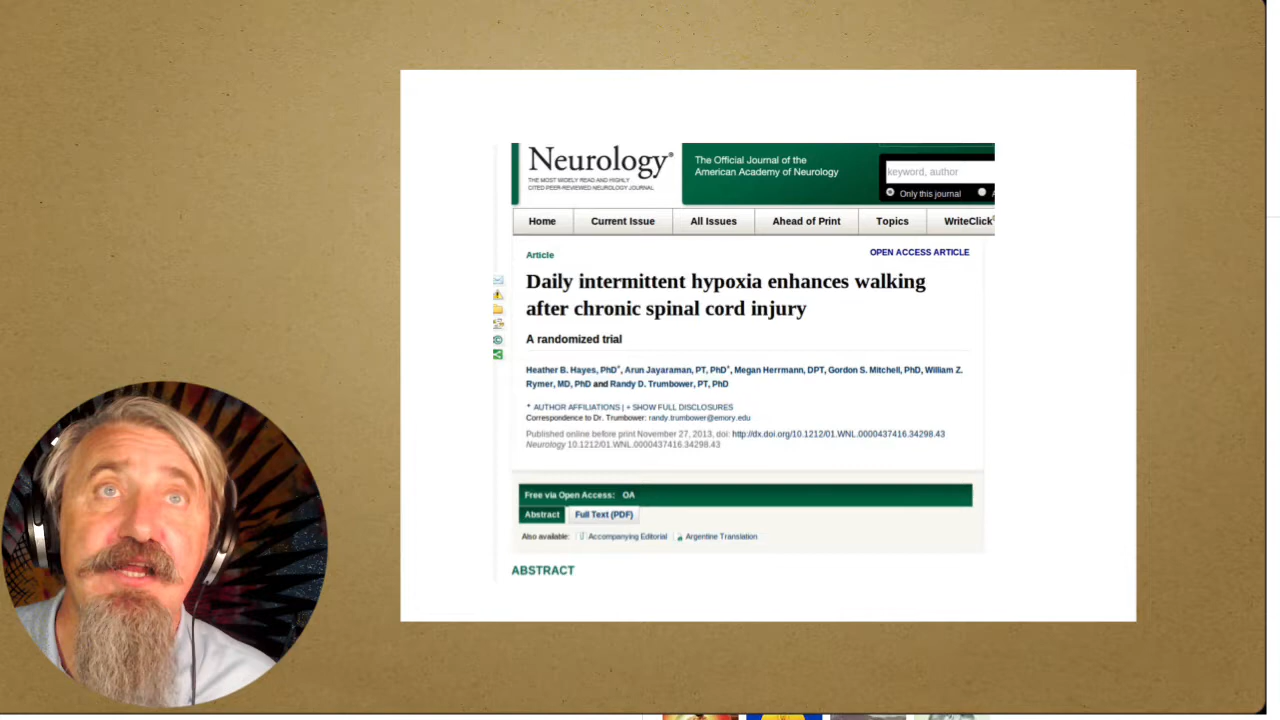 Neurology®
THE MOST WIDELY READ AND HIGHLY
CITED PEER-REVIEWED NEUROLOGY JOURNAL
The Official Journal of the
American Academy of Neurology
keyword, author
Only this journal
Home Current Issue All Issues Ahead of Print Topics WriteClick
Article
OPEN ACCESS ARTICLE
Daily intermittent hypoxia enhances walking
after chronic spinal cord injury
A randomized trial
Heather B. Hayes, PhD*, Arun Jayaraman, PT, PhD*, Megan Herrmann, DPT, Gordon S. Mitchell, PhD, William Z.
Rymer, MD, PhD and Randy D. Trumbower, PT, PhD
AUTHOR AFFILIATIONS | + SHOW FULL DISCLOSURES
Correspondence to Dr. Trumbower: randy.trumbower@emory.edu
Published online before print November 27, 2013, doi: http://dx.doi.org/10.1212/01.WNL.0000437416.34298.43
Neurology 10.1212/01.WNL.0000437416.34298.43
Free via Open Access: OA
Abstract Full Text (PDF)
Also available: Accompanying Editorial Argentine Translation
ABSTRACT